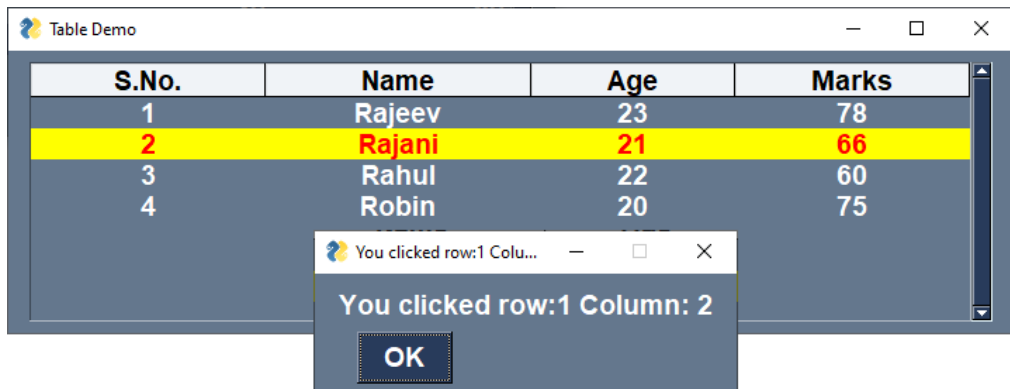 Table Demo
S.No. Name Age Marks
1 Rajeev 23 78
2 Rajani 21 66
3 Rahul 22 60
4 Robin 20 75
You clicked row:1 Colu...
You clicked row:1 Column: 2
OK